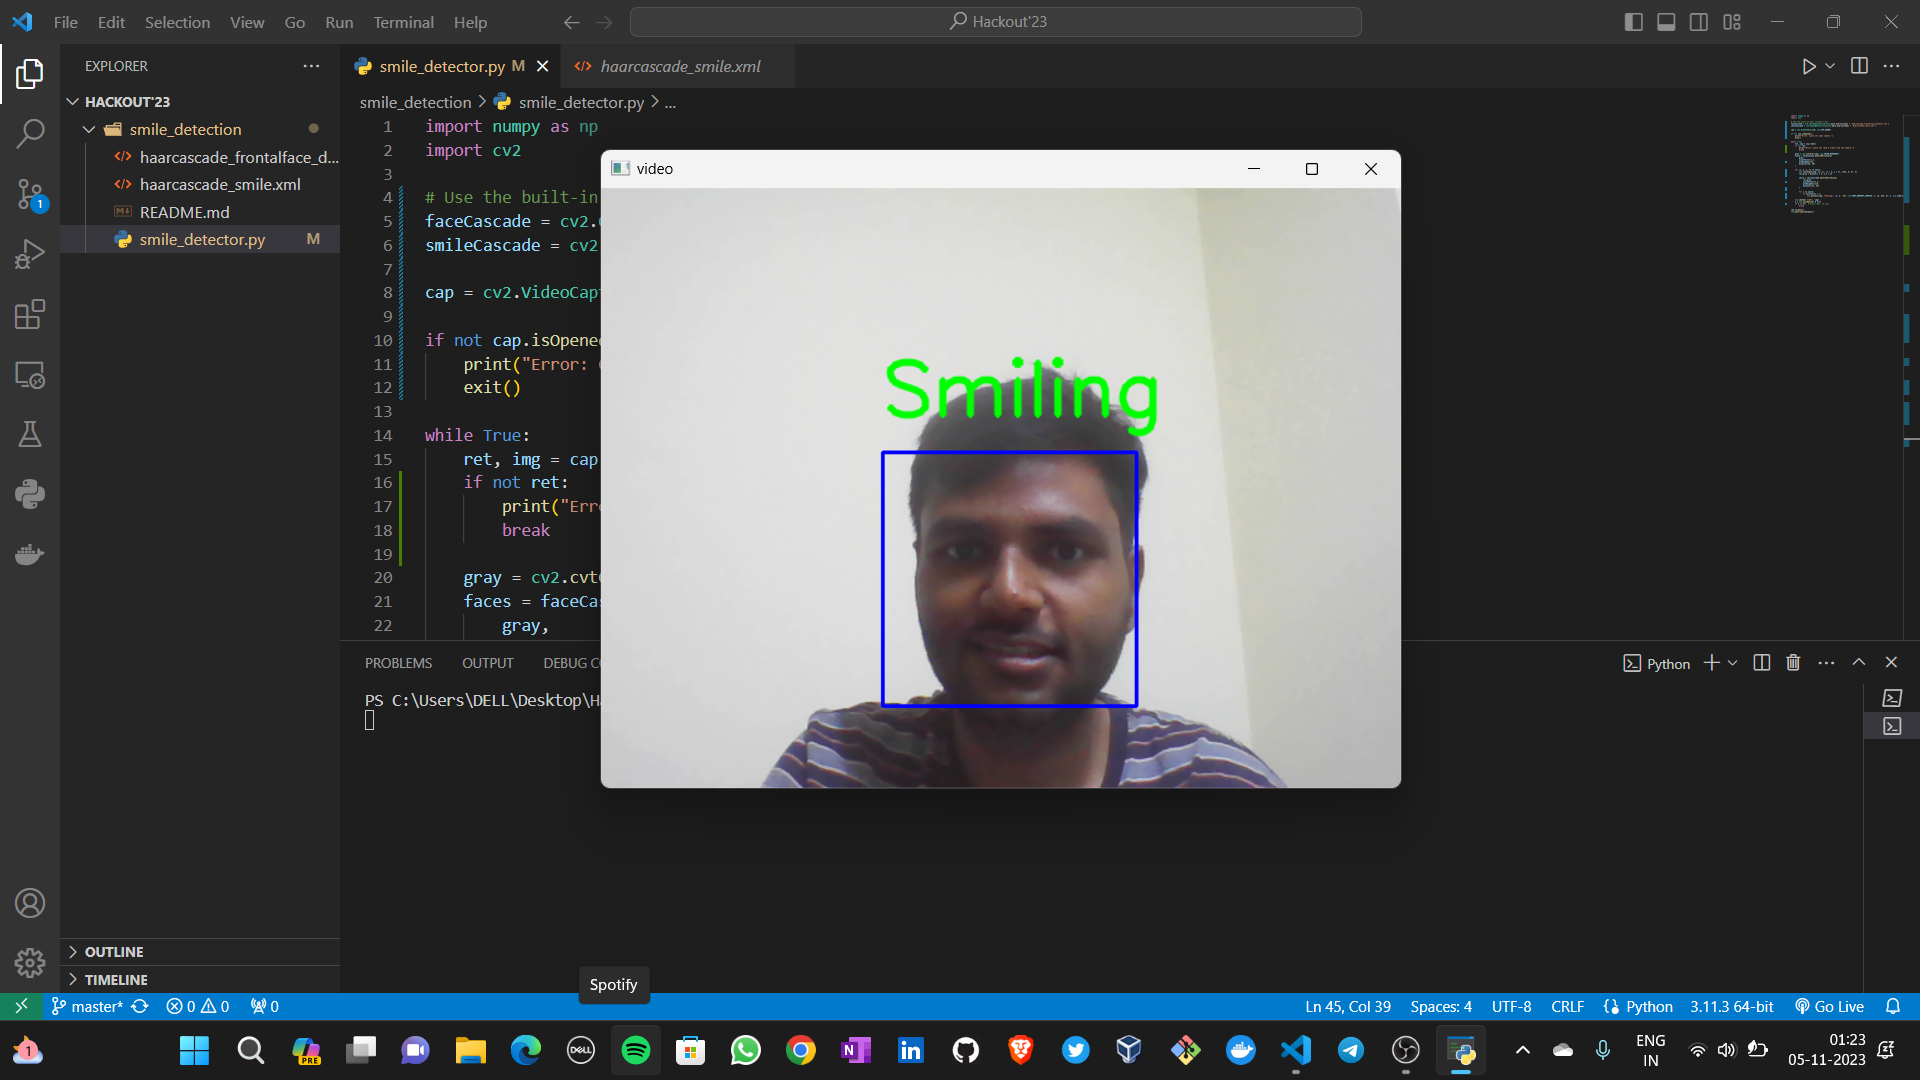 File Edit Selection View Go Run Terminal Help
Hackout'23
EXPLORER
HACKOUT'23
smile_detection
haarcascade_frontalface_d...
haarcascade_smile.xml
README.md
smile_detector.py M
OUTLINE
TIMELINE
smile_detector.py M
haarcascade_smile.xml
smile_detection > smile_detector.py > ...
1 import numpy as np
2 import cv2
3
4 # Use the built-in
5 faceCascade = cv2.
6 smileCascade = cv2
7
8 cap = cv2.VideoCap
9
10 if not cap.isOpene
11 print("Error:
12 exit()
13
14 while True:
15 ret, img = cap
16 if not ret:
17 print("Err
18 break
19
20 gray = cv2.cvt
21 faces = faceCa
22 gray,
video
Smiling
PROBLEMS OUTPUT DEBUG C
Python
PS C:\Users\DELL\Desktop\H
Spotify
master* 0 0 0
Ln 45, Col 39 Spaces: 4 UTF-8 CRLF Python 3.11.3 64-bit Go Live
1
PRE
DELL
ENG
IN
01:23
05-11-2023